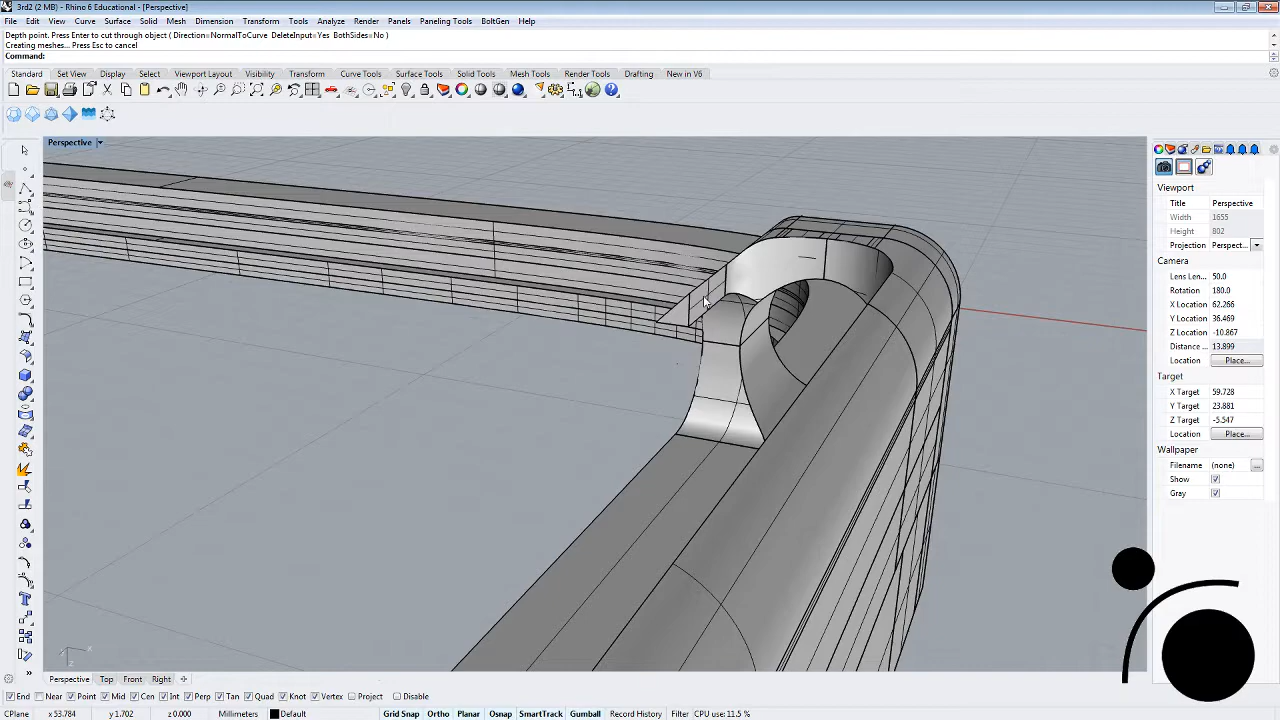 3rd2 (2 MB) - Rhino 6 Educational - [Perspective]
File Edit View Curve Surface Solid Mesh Dimension Transform Tools Analyze Render Panels Paneling Tools BoltGen Help
Depth point. Press Enter to cut through object ( Direction=NormalToCurve DeleteInput=Yes BothSides=No )
Creating meshes... Press Esc to cancel
Command:
Standard Set View Display Select Viewport Layout Visibility Transform Curve Tools Surface Tools Solid Tools Mesh Tools Render Tools Drafting New in V6
Perspective
Viewport
Title Perspective
Width 1655
Height 802
Projection Perspect...
Camera
Lens Len... 50.0
Rotation 180.0
X Location 62.266
Y Location 36.469
Z Location -10.867
Distance ... 13.899
Location Place...
Target
X Target 59.728
Y Target 23.881
Z Target -5.547
Location Place...
Wallpaper
Filename (none) ...
Show
Gray
Perspective Top Front Right
End Near Point Mid Cen Int Perp Tan Quad Knot Vertex Project Disable
CPlane x 53.784 y 1.702 z 0.000 Millimeters Default Grid Snap Ortho Planar Osnap SmartTrack Gumball Record History Filter CPU use: 11.5 %